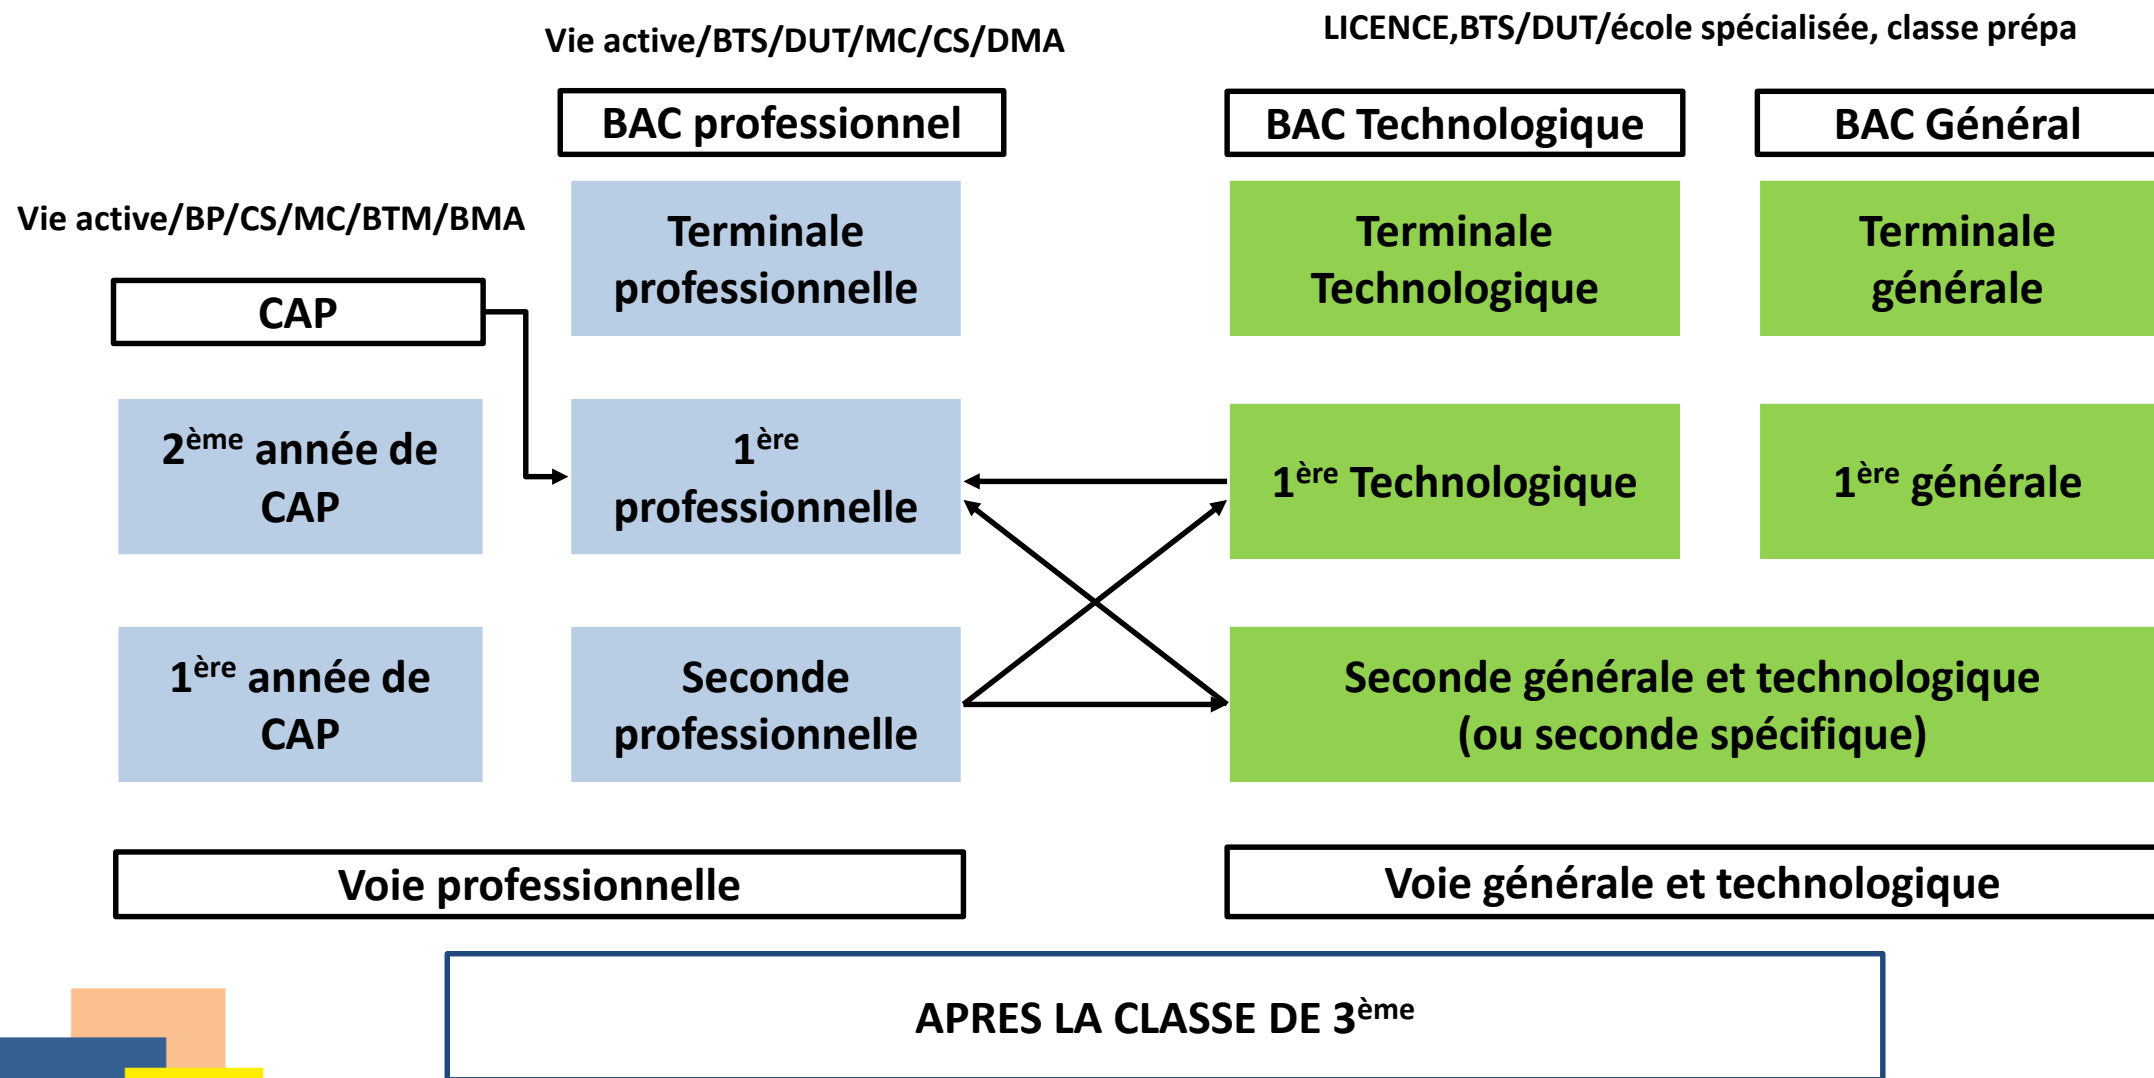 Vie active/BTS/DUT/MC/CS/DMA
LICENCE,BTS/DUT/école spécialisée, classe prépa
BAC professionnel
BAC Technologique
BAC Général
Vie active/BP/CS/MC/BTM/BMA
Terminale
professionnelle
Terminale
Technologique
Terminale
générale
CAP
2ème année de
CAP
1ère
professionnelle
1ère Technologique
1ère générale
1ère année de
CAP
Seconde
professionnelle
Seconde générale et technologique
(ou seconde spécifique)
Voie professionnelle
Voie générale et technologique
APRES LA CLASSE DE 3ème